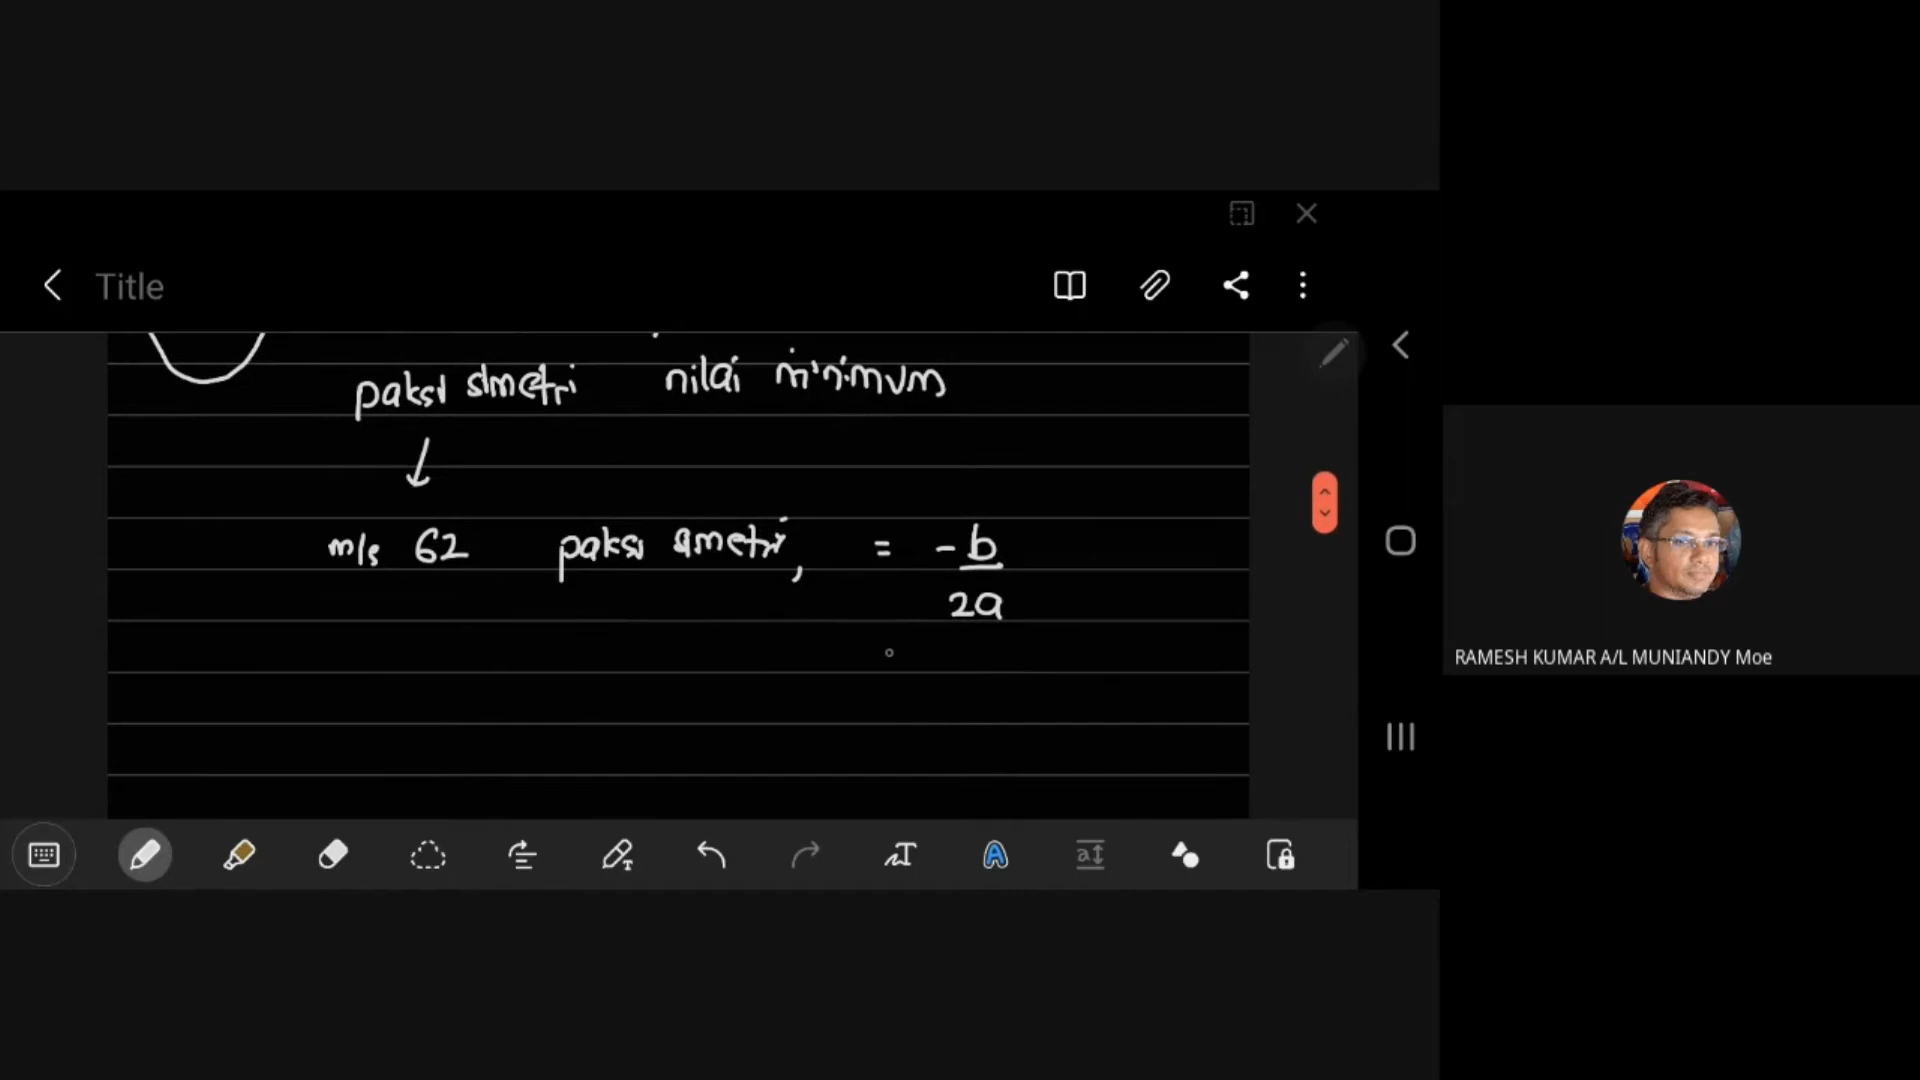 Title
paksi simetri nilai minimum
m/s 62 paksi simetri, = -b
2a
RAMESH KUMAR A/L MUNIANDY Moe